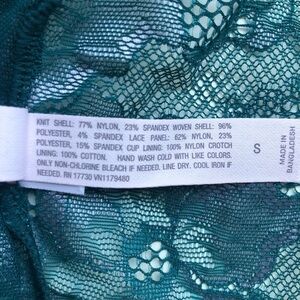 KNIT SHELL: 77% NYLON, 23% SPANDEX WOVEN SHELL: 96%
POLYESTER, 4% SPANDEX LACE PANEL: 62% NYLON, 23%
POLYESTER, 15% SPANDEX CUP LINING: 100% NYLON CROTCH
LINING: 100% COTTON. HAND WASH COLD WITH LIKE COLORS.
ONLY NON-CHLORINE BLEACH IF NEEDED. LINE DRY. COOL IRON IF
NEEDED. RN 17730 VN1179480
S
MADE IN
BANGLADESH